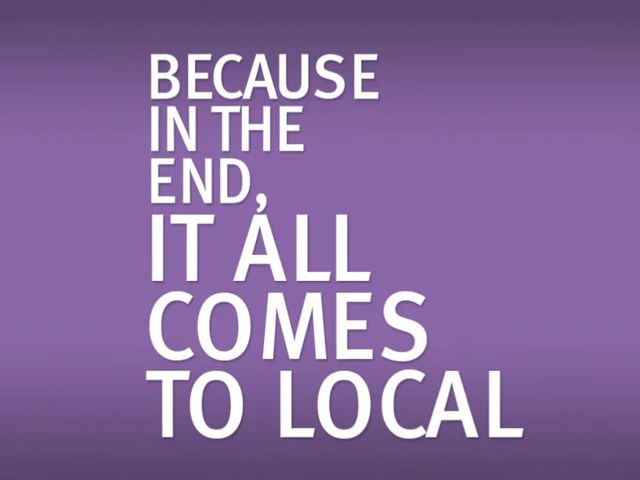 BECAUSE
IN THE
END,
IT ALL
COMES
TO LOCAL